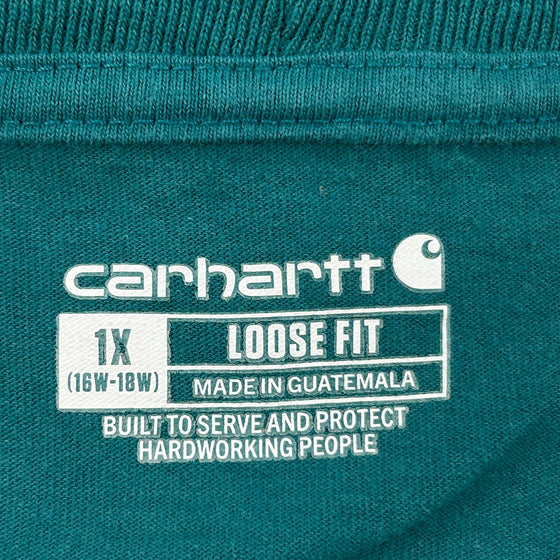 carhartt
1X
(16W-18W)
LOOSE FIT
MADE IN GUATEMALA
BUILT TO SERVE AND PROTECT
HARDWORKING PEOPLE